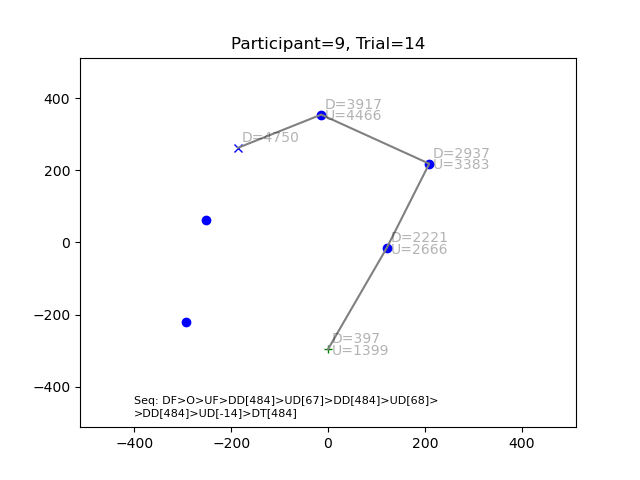 Participant=9, Trial=14
400
200
0
−200
−400
D=3917
U=4466
D=4750
D=2937
U=3383
D=2221
U=2666
D=397
U=1399
Seq: DF>O>UF>DD[484]>UD[67]>DD[484]>UD[68]>
>DD[484]>UD[-14]>DT[484]
−400 −200 0 200 400